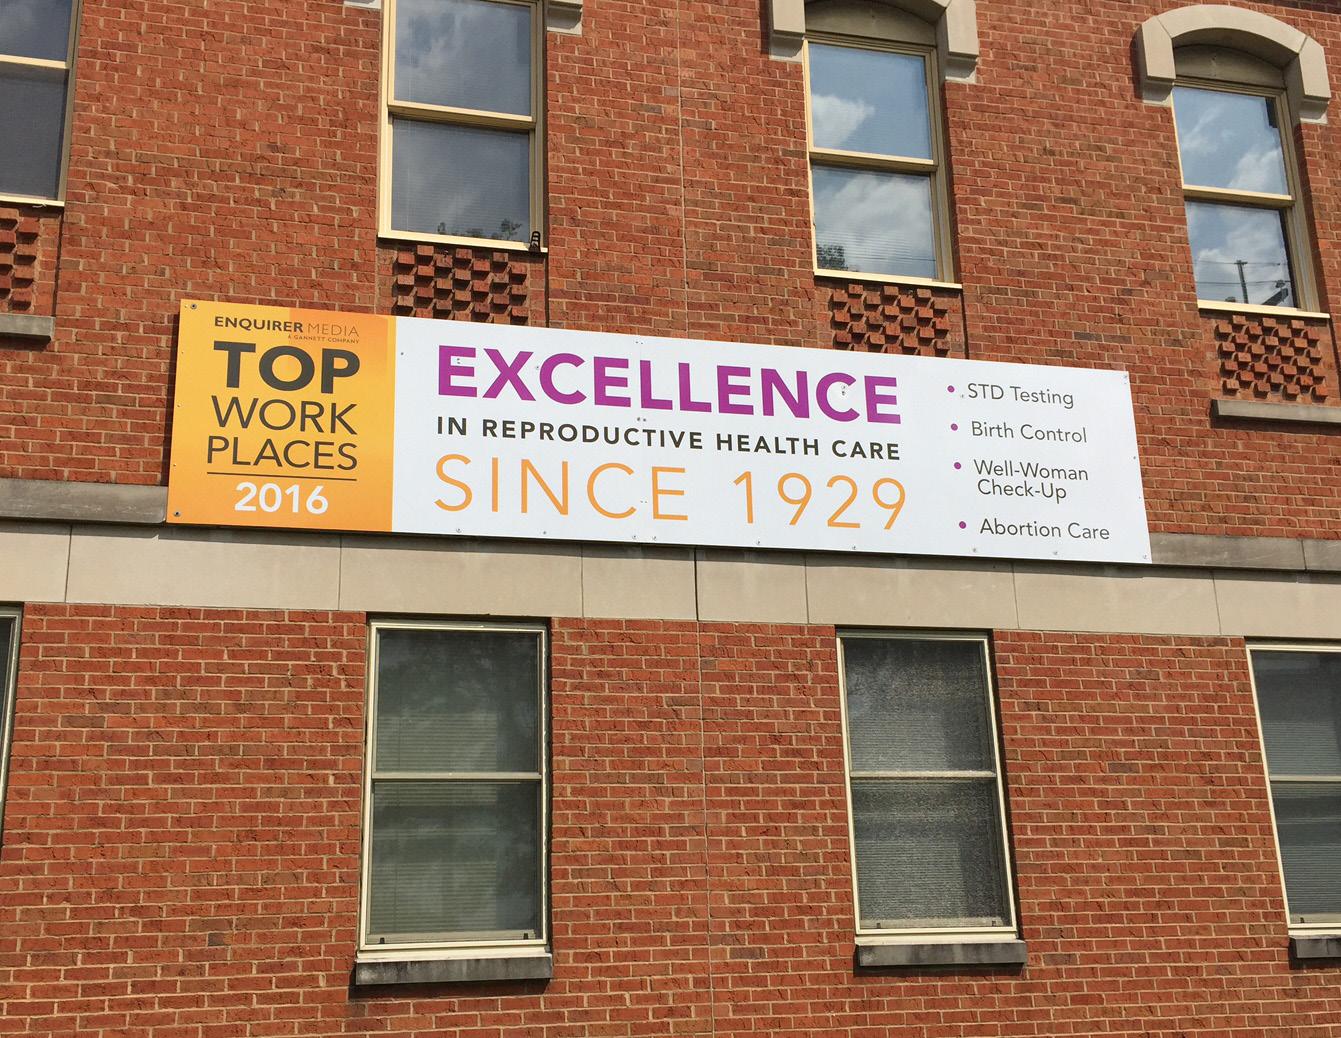 ENQUIRER MEDIA
A GANNETT COMPANY
TOP
WORK
PLACES
2016
EXCELLENCE
IN REPRODUCTIVE HEALTH CARE
SINCE 1929
• STD Testing
• Birth Control
• Well-Woman
Check-Up
• Abortion Care